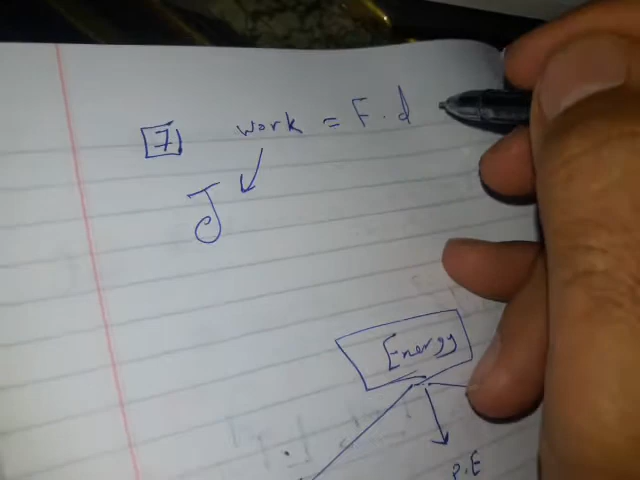 7 work = F . d
J
Energy
P.E